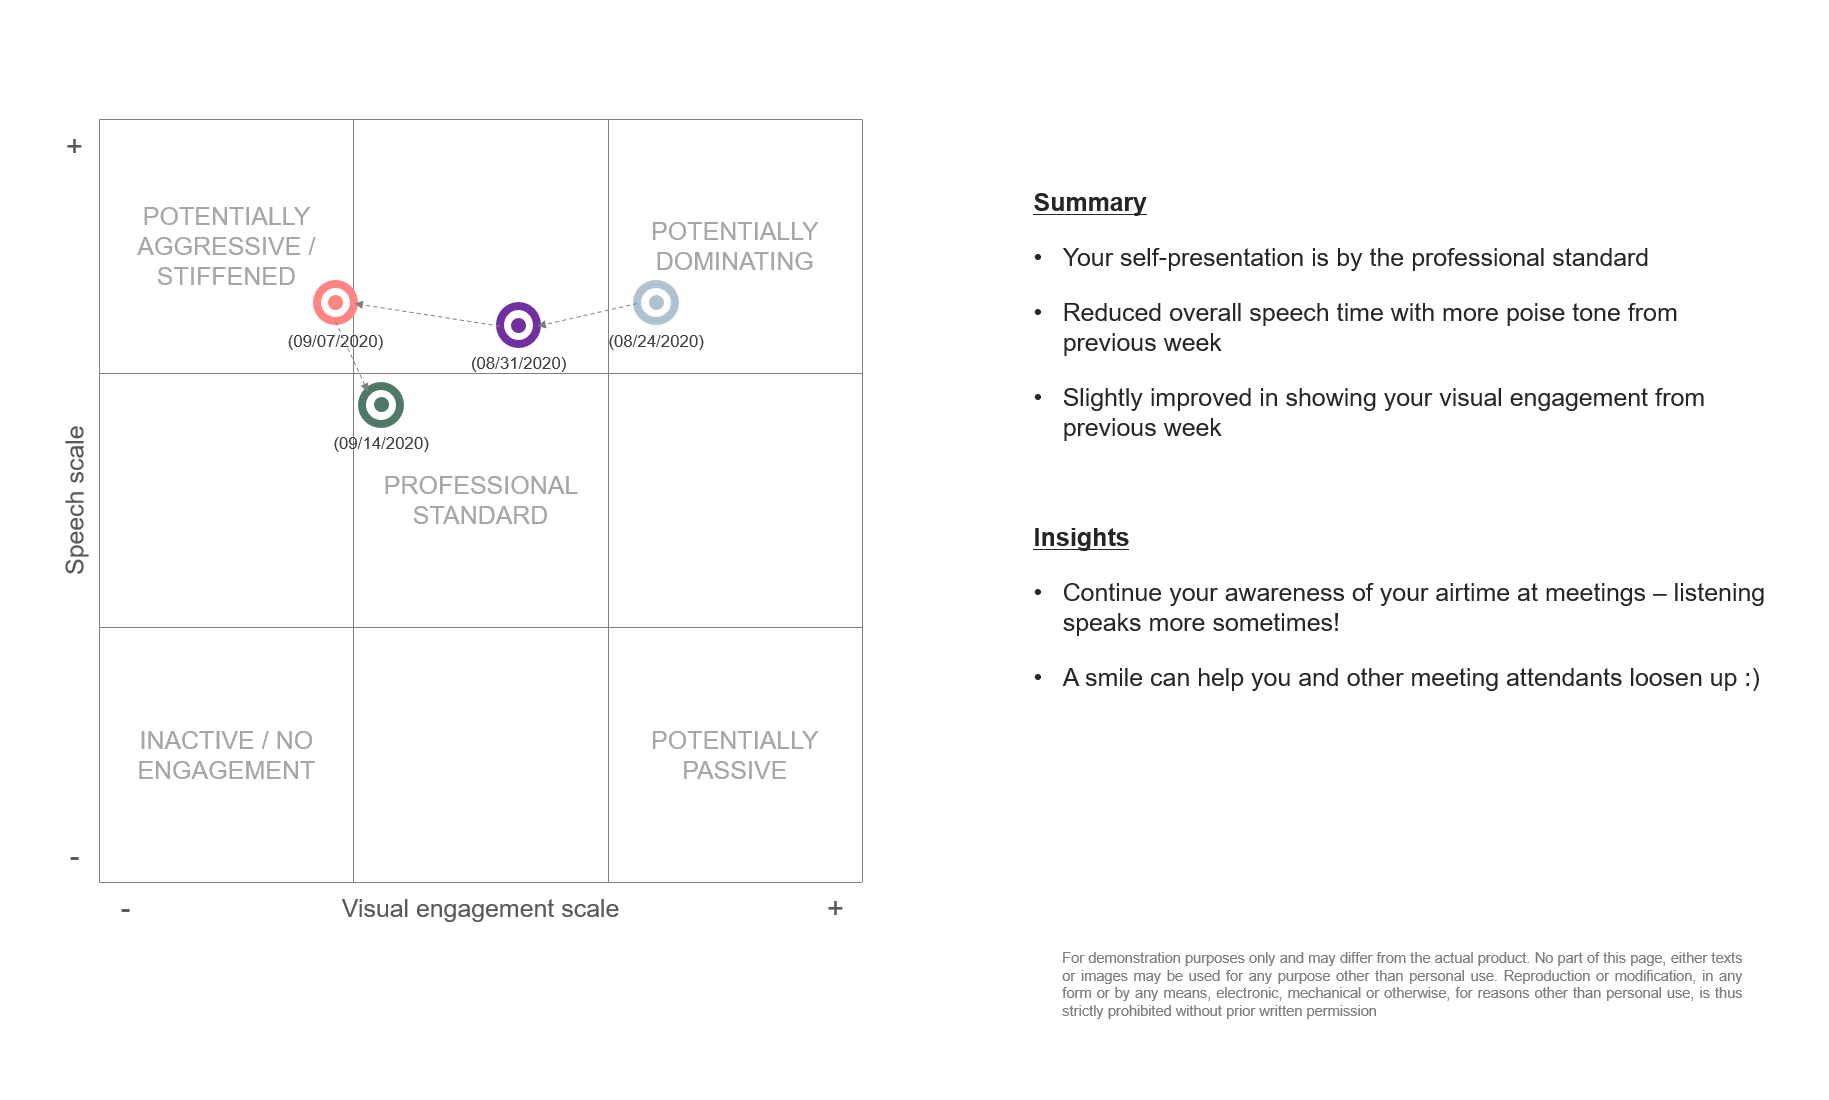 +
POTENTIALLY
AGGRESSIVE /
STIFFENED
POTENTIALLY
DOMINATING
(09/07/2020)
(08/31/2020)
(08/24/2020)
(09/14/2020)
PROFESSIONAL
STANDARD
Speech scale
INACTIVE / NO
ENGAGEMENT
POTENTIALLY
PASSIVE
-
-
Visual engagement scale
+
Summary
• Your self-presentation is by the professional standard
• Reduced overall speech time with more poise tone from
previous week
• Slightly improved in showing your visual engagement from
previous week
Insights
• Continue your awareness of your airtime at meetings – listening
speaks more sometimes!
• A smile can help you and other meeting attendants loosen up :)
For demonstration purposes only and may differ from the actual product. No part of this page, either texts
or images may be used for any purpose other than personal use. Reproduction or modification, in any
form or by any means, electronic, mechanical or otherwise, for reasons other than personal use, is thus
strictly prohibited without prior written permission